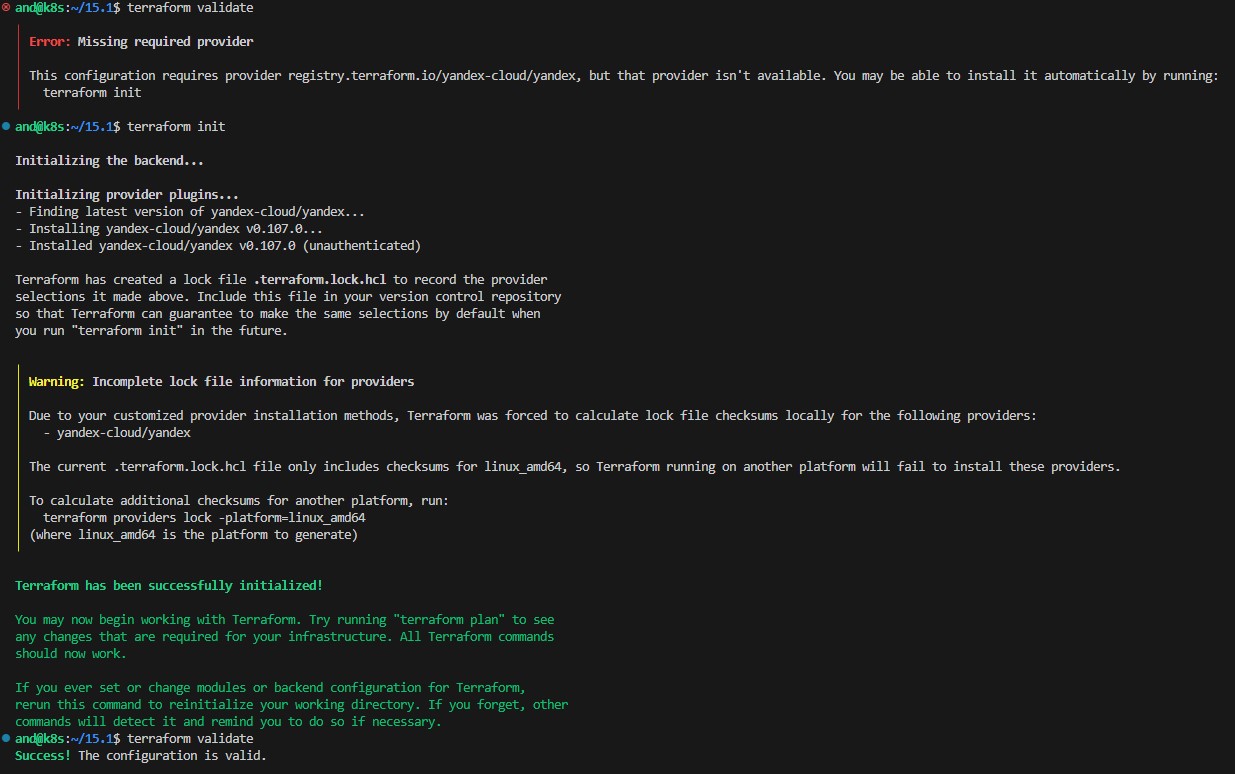 and@k8s:~/15.1$ terraform validate
Error: Missing required provider
This configuration requires provider registry.terraform.io/yandex-cloud/yandex, but that provider isn't available. You may be able to install it automatically by running:
terraform init
and@k8s:~/15.1$ terraform init
Initializing the backend...
Initializing provider plugins...
- Finding latest version of yandex-cloud/yandex...
- Installing yandex-cloud/yandex v0.107.0...
- Installed yandex-cloud/yandex v0.107.0 (unauthenticated)
Terraform has created a lock file .terraform.lock.hcl to record the provider
selections it made above. Include this file in your version control repository
so that Terraform can guarantee to make the same selections by default when
you run "terraform init" in the future.
Warning: Incomplete lock file information for providers
Due to your customized provider installation methods, Terraform was forced to calculate lock file checksums locally for the following providers:
- yandex-cloud/yandex
The current .terraform.lock.hcl file only includes checksums for linux_amd64, so Terraform running on another platform will fail to install these providers.
To calculate additional checksums for another platform, run:
terraform providers lock -platform=linux_amd64
(where linux_amd64 is the platform to generate)
Terraform has been successfully initialized!
You may now begin working with Terraform. Try running "terraform plan" to see
any changes that are required for your infrastructure. All Terraform commands
should now work.
If you ever set or change modules or backend configuration for Terraform,
rerun this command to reinitialize your working directory. If you forget, other
commands will detect it and remind you to do so if necessary.
and@k8s:~/15.1$ terraform validate
Success! The configuration is valid.